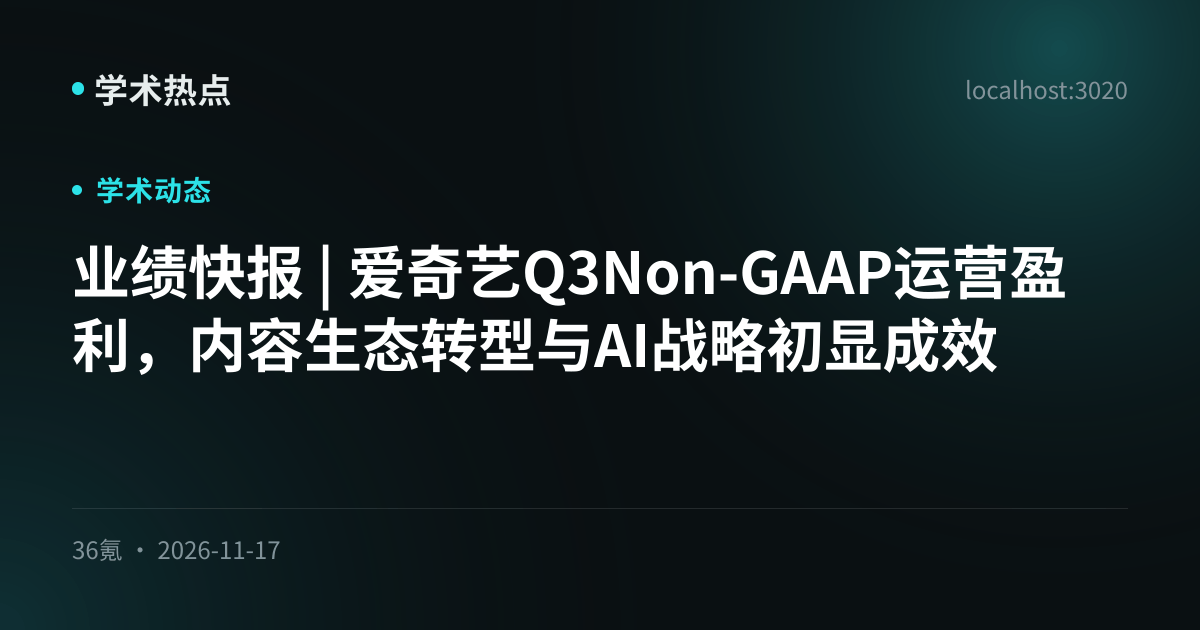 学术热点
localhost:3020
学术动态
业绩快报 | 爱奇艺Q3Non-GAAP运营盈
利，内容生态转型与AI战略初显成效
36氪 · 2026-11-17